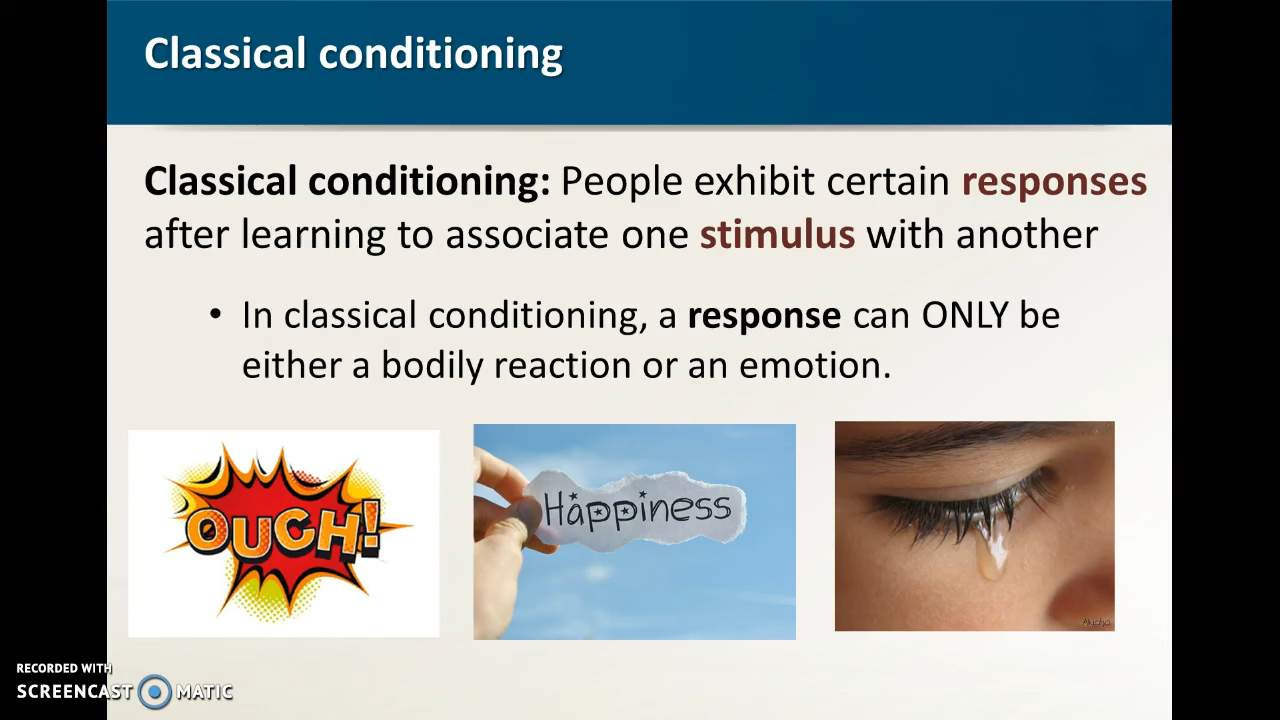 Classical conditioning
Classical conditioning: People exhibit certain responses
after learning to associate one stimulus with another
• In classical conditioning, a response can ONLY be
either a bodily reaction or an emotion.
OUCH!
Happiness
RECORDED WITH
SCREENCAST MATIC